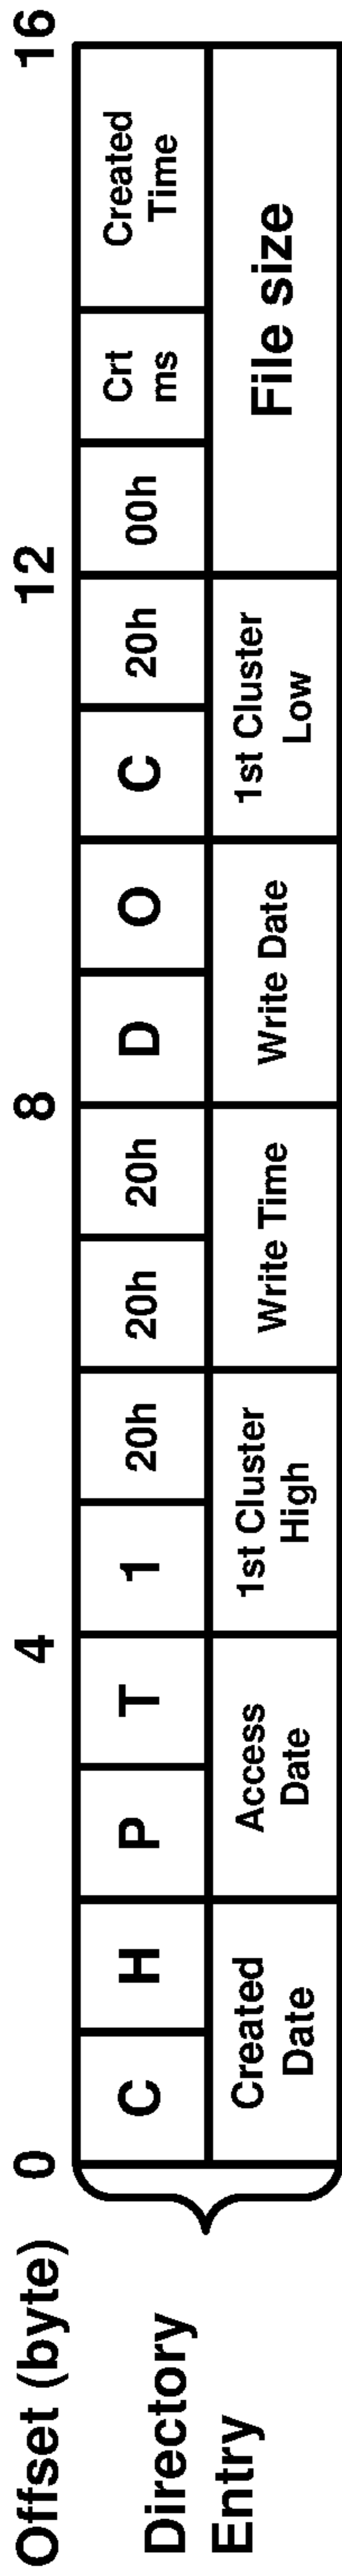 Offset (byte) 0 4 8 12 16
Directory
Entry
C H P T 1 20h 20h 20h D O C 20h 00h
Crt
ms
Created
Time
Created
Date
Access
Date
1st Cluster
High
Write Time
Write Date
1st Cluster
Low
File size